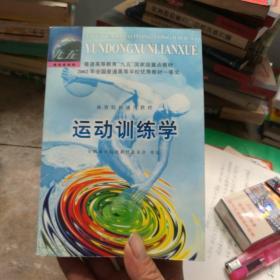 九五
YUNDONGXUNLIANXUE
普通高等教育“九五”国家级重点教材
2002年全国普通高等学校优秀教材一等奖
体育院校通用教材
运动训练学